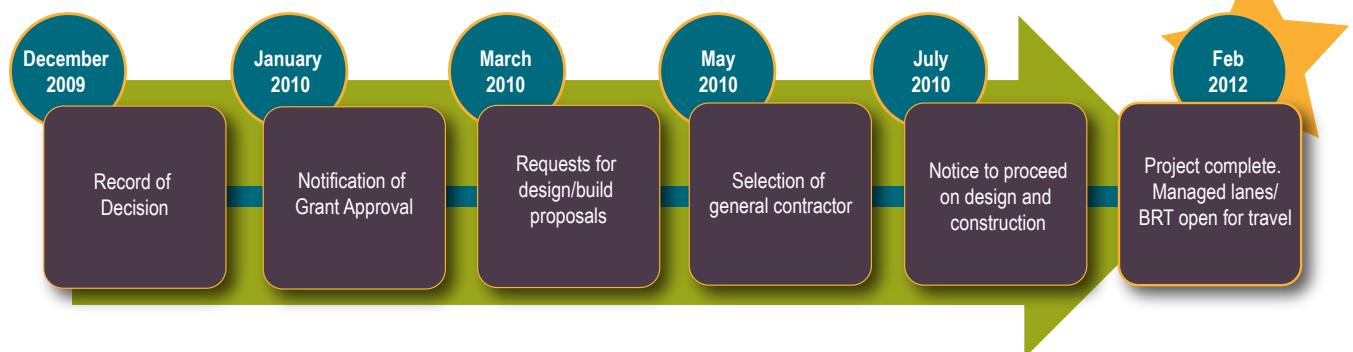 December
2009
Record of
Decision
January
2010
Notification of
Grant Approval
March
2010
Requests for
design/build
proposals
May
2010
Selection of
general contractor
July
2010
Notice to proceed
on design and
construction
Feb
2012
Project complete.
Managed lanes/
BRT open for travel